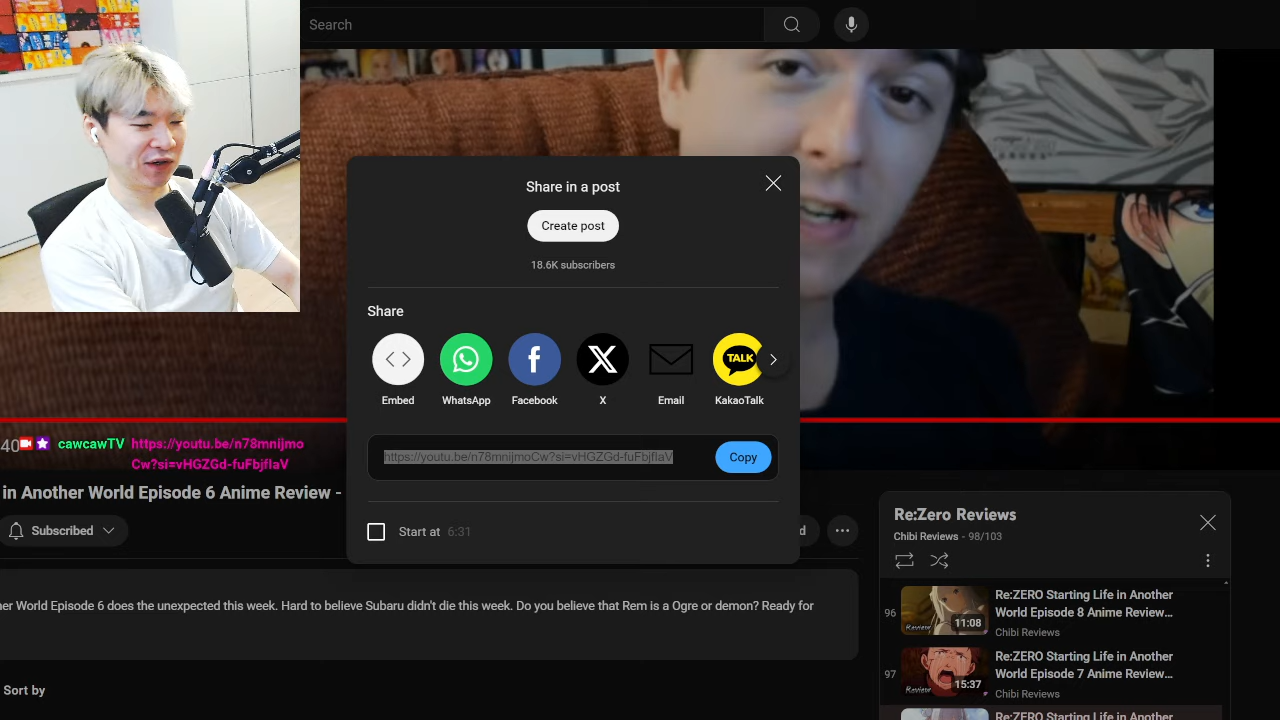 Search
Share in a post
Create post
18.6K subscribers
Share
Embed
WhatsApp
Facebook
X
Email
TALK
KakaoTalk
https://youtu.be/n78mnijmoCw?si=vHGZGd-fuFbjflaV
Copy
Start at 6:31
40 cawcawTV https://youtu.be/n78mnijmo
Cw?si=vHGZGd-fuFbjflaV
in Another World Episode 6 Anime Review -
Subscribed
d
er World Episode 6 does the unexpected this week. Hard to believe Subaru didn't die this week. Do you believe that Rem is a Ogre or demon? Ready for
Sort by
Re:Zero Reviews
Chibi Reviews - 98/103
96
Review
11:08
Re:ZERO Starting Life in Another
World Episode 8 Anime Review…
Chibi Reviews
97
Review
15:37
Re:ZERO Starting Life in Another
World Episode 7 Anime Review…
Chibi Reviews
Re:ZERO Starting Life in Another